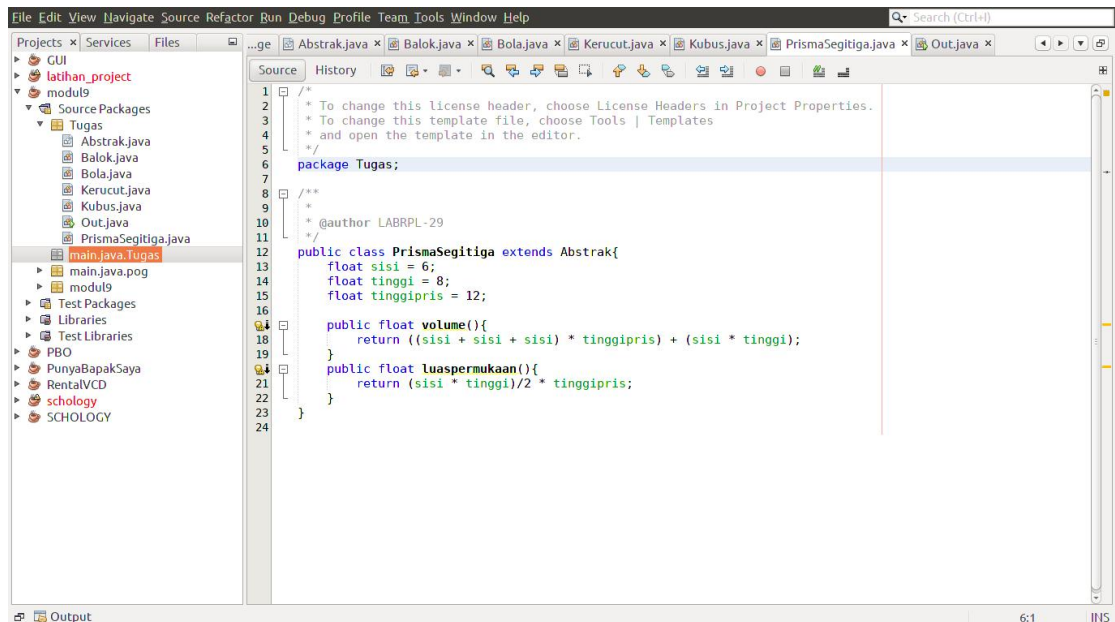 File Edit View Navigate Source Refactor Run Debug Profile Team Tools Window Help
Search (Ctrl+I)
Projects Services Files
...ge Abstrak.java Balok.java Bola.java Kerucut.java Kubus.java PrismaSegitiga.java Out.java
GUI
latihan_project
modul9
Source Packages
Tugas
Abstrak.java
Balok.java
Bola.java
Kerucut.java
Kubus.java
Out.java
PrismaSegitiga.java
main.java.Tugas
main.java.pog
modul9
Test Packages
Libraries
Test Libraries
PBO
PunyaBapakSaya
RentalVCD
schology
SCHOLOGY
Source History
1 /*
2 * To change this license header, choose License Headers in Project Properties.
3 * To change this template file, choose Tools | Templates
4 * and open the template in the editor.
5 */
6 package Tugas;
7
8 /**
9 *
10 * @author LABRPL-29
11 */
12 public class PrismaSegitiga extends Abstrak{
13 float sisi = 6;
14 float tinggi = 8;
15 float tinggipris = 12;
16
public float volume(){
18 return ((sisi + sisi + sisi) * tinggipris) + (sisi * tinggi);
19 }
public float luaspermukaan(){
21 return (sisi * tinggi)/2 * tinggipris;
22 }
23 }
24
Output
6:1 INS